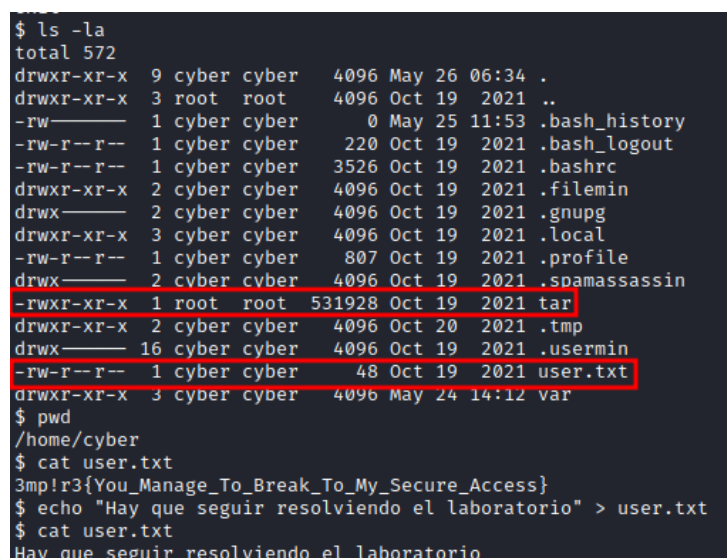 $ ls -la
total 572
drwxr-xr-x  9 cyber cyber   4096 May 26 06:34 .
drwxr-xr-x  3 root  root    4096 Oct 19  2021 ..
-rw-------  1 cyber cyber      0 May 25 11:53 .bash_history
-rw-r--r--  1 cyber cyber    220 Oct 19  2021 .bash_logout
-rw-r--r--  1 cyber cyber   3526 Oct 19  2021 .bashrc
drwxr-xr-x  2 cyber cyber   4096 Oct 19  2021 .filemin
drwx------  2 cyber cyber   4096 Oct 19  2021 .gnupg
drwxr-xr-x  3 cyber cyber   4096 Oct 19  2021 .local
-rw-r--r--  1 cyber cyber    807 Oct 19  2021 .profile
drwx------  2 cyber cyber   4096 Oct 19  2021 .spamassassin
-rwxr-xr-x  1 root  root  531928 Oct 19  2021 tar
drwxr-xr-x  2 cyber cyber   4096 Oct 20  2021 .tmp
drwx------ 16 cyber cyber   4096 Oct 19  2021 .usermin
-rw-r--r--  1 cyber cyber     48 Oct 19  2021 user.txt
drwxr-xr-x  3 cyber cyber   4096 May 24 14:12 var
$ pwd
/home/cyber
$ cat user.txt
3mp!r3{You_Manage_To_Break_To_My_Secure_Access}
$ echo "Hay que seguir resolviendo el laboratorio" > user.txt
$ cat user.txt
Hay que seguir resolviendo el laboratorio